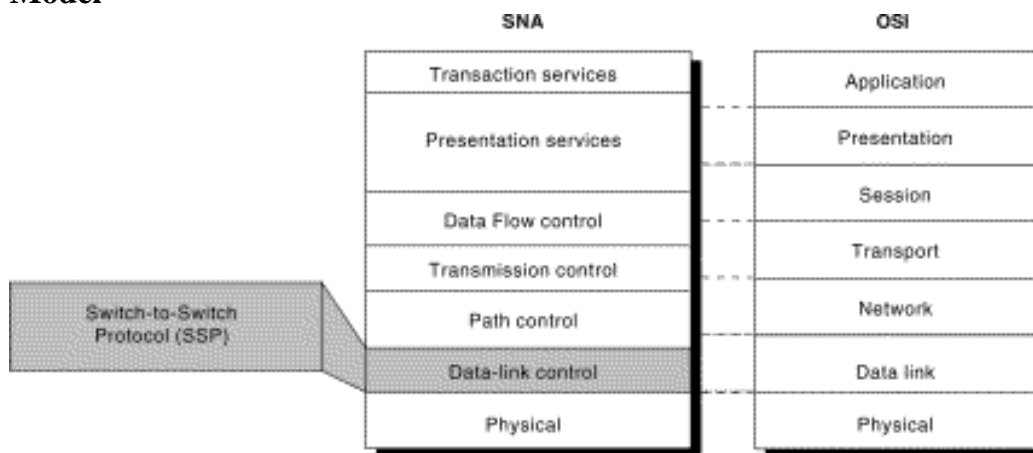 Model
SNA
OSI
Transaction services
Presentation services
Data Flow control
Transmission control
Path control
Data-link control
Physical
Switch-to-Switch
Protocol (SSP)
Application
Presentation
Session
Transport
Network
Data link
Physical